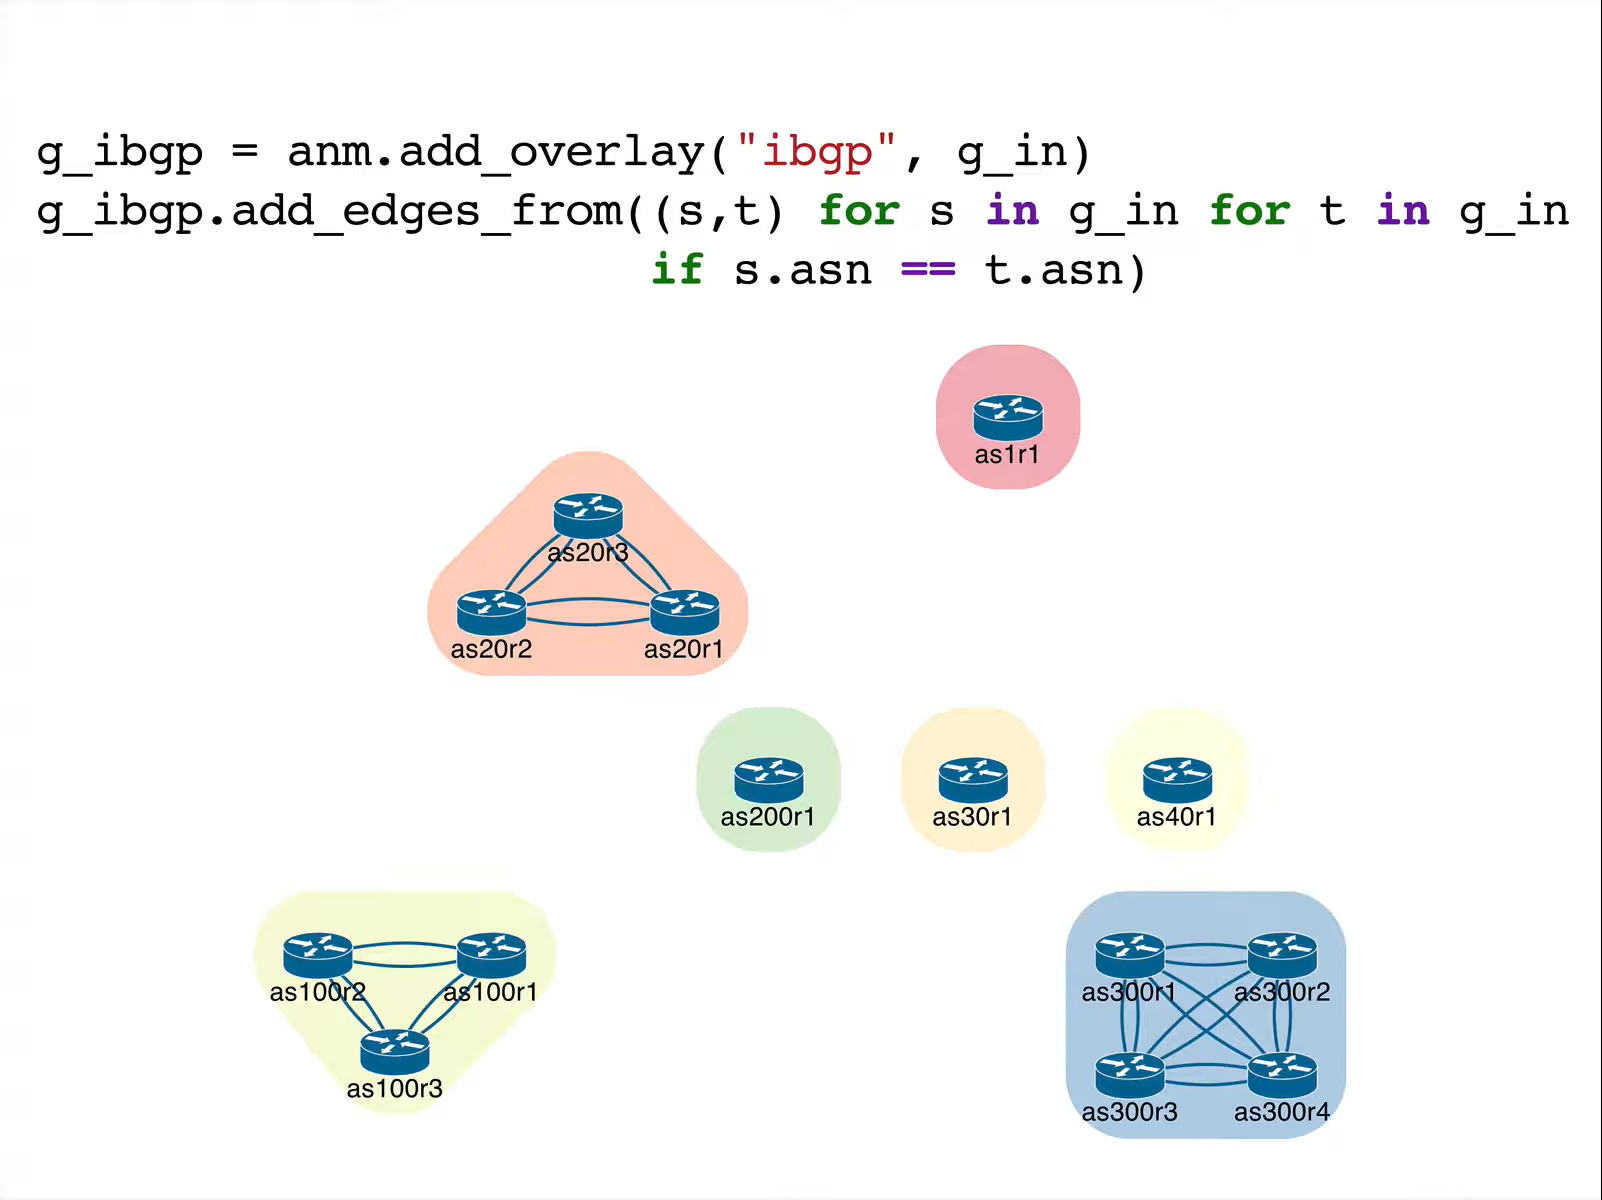 g_ibgp = anm.add_overlay("ibgp", g_in)
g_ibgp.add_edges_from((s,t) for s in g_in for t in g_in
if s.asn == t.asn)
as1r1
as20r3
as20r2 as20r1
as200r1 as30r1 as40r1
as100r2 as100r1 as300r1 as300r2
as100r3
as300r3 as300r4